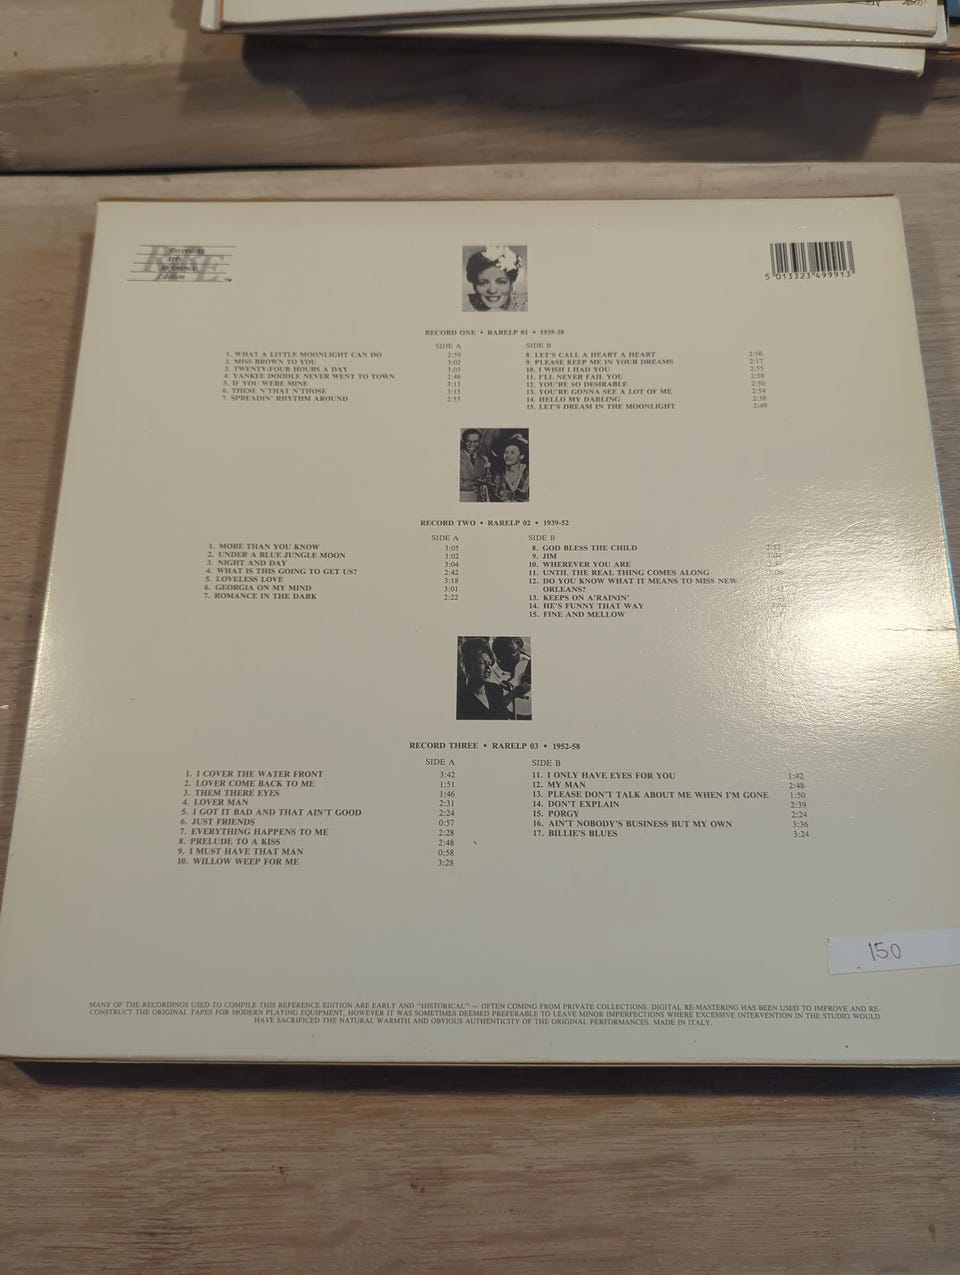 Recording
Arts
Reference
Edition
RARE
TM
5 013323 499913
RECORD ONE • RARELP 01 • 1935-38
SIDE A
1. WHAT A LITTLE MOONLIGHT CAN DO 2:59
2. MISS BROWN TO YOU 3:02
3. TWENTY-FOUR HOURS A DAY 3:03
4. YANKEE DOODLE NEVER WENT TO TOWN 2:46
5. IF YOU WERE MINE 3:13
6. THESE N'THAT N'THOSE 3:15
7. SPREADIN' RHYTHM AROUND 2:55
SIDE B
8. LET'S CALL A HEART A HEART 2:56
9. PLEASE KEEP ME IN YOUR DREAMS 2:17
10. I WISH I HAD YOU 2:55
11. I'LL NEVER FAIL YOU 2:58
12. YOU'RE SO DESIRABLE 2:50
13. YOU'RE GONNA SEE A LOT OF ME 2:54
14. HELLO MY DARLING 2:38
15. LET'S DREAM IN THE MOONLIGHT 2:49
RECORD TWO • RARELP 02 • 1939-52
SIDE A
1. MORE THAN YOU KNOW 3:05
2. UNDER A BLUE JUNGLE MOON 3:02
3. NIGHT AND DAY 3:04
4. WHAT IS THIS GOING TO GET US? 2:42
5. LOVELESS LOVE 3:18
6. GEORGIA ON MY MIND 3:01
7. ROMANCE IN THE DARK 2:22
SIDE B
8. GOD BLESS THE CHILD
9. JIM
10. WHEREVER YOU ARE
11. UNTIL THE REAL THING COMES ALONG
12. DO YOU KNOW WHAT IT MEANS TO MISS NEW
ORLEANS?
13. KEEPS ON A'RAININ'
14. HE'S FUNNY THAT WAY
15. FINE AND MELLOW
RECORD THREE • RARELP 03 • 1952-58
SIDE A
1. I COVER THE WATER FRONT 3:42
2. LOVER COME BACK TO ME 1:51
3. THEM THERE EYES 1:46
4. LOVER MAN 2:31
5. I GOT IT BAD AND THAT AIN'T GOOD 2:24
6. JUST FRIENDS 0:57
7. EVERYTHING HAPPENS TO ME 2:28
8. PRELUDE TO A KISS 2:48
9. I MUST HAVE THAT MAN 0:58
10. WILLOW WEEP FOR ME 3:28
SIDE B
11. I ONLY HAVE EYES FOR YOU 1:42
12. MY MAN 2:48
13. PLEASE DON'T TALK ABOUT ME WHEN I'M GONE 1:50
14. DON'T EXPLAIN 2:39
15. PORGY 2:24
16. AIN'T NOBODY'S BUSINESS BUT MY OWN 3:36
17. BILLIE'S BLUES 3:24
150
MANY OF THE RECORDINGS USED TO COMPILE THIS REFERENCE EDITION ARE EARLY AND "HISTORICAL" — OFTEN COMING FROM PRIVATE COLLECTIONS. DIGITAL RE-MASTERING HAS BEEN USED TO IMPROVE AND RE-
CONSTRUCT THE ORIGINAL TAPES FOR MODERN PLAYING EQUIPMENT. HOWEVER IT WAS SOMETIMES DEEMED PREFERABLE TO LEAVE MINOR IMPERFECTIONS WHERE EXCESSIVE INTERVENTION IN THE STUDIO WOULD
HAVE SACRIFICED THE NATURAL WARMTH AND OBVIOUS AUTHENTICITY OF THE ORIGINAL PERFORMANCES. MADE IN ITALY.